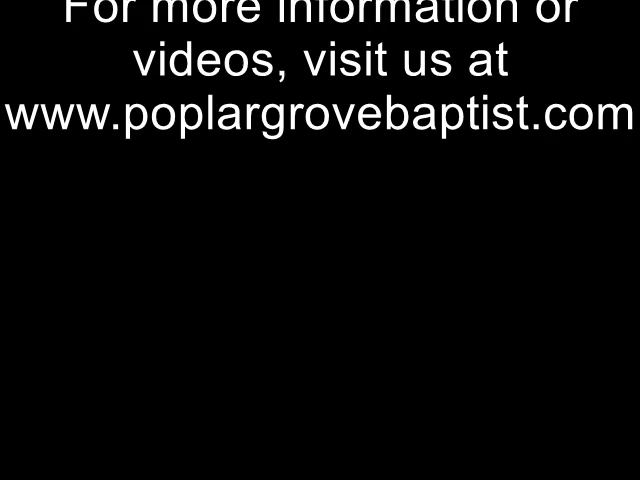 For more information or
videos, visit us at
www.poplargrovebaptist.com